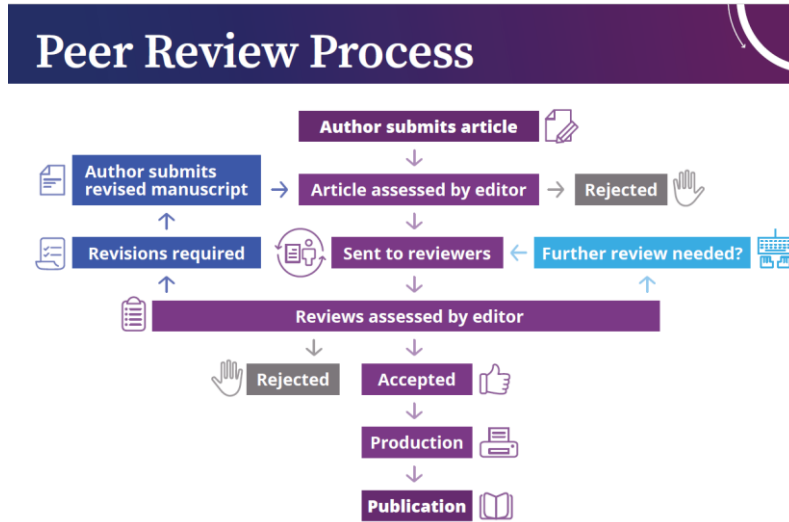 Peer Review Process
Author submits article
Author submits
revised manuscript
Article assessed by editor
Rejected
Revisions required
Sent to reviewers
Further review needed?
Reviews assessed by editor
Rejected
Accepted
Production
Publication